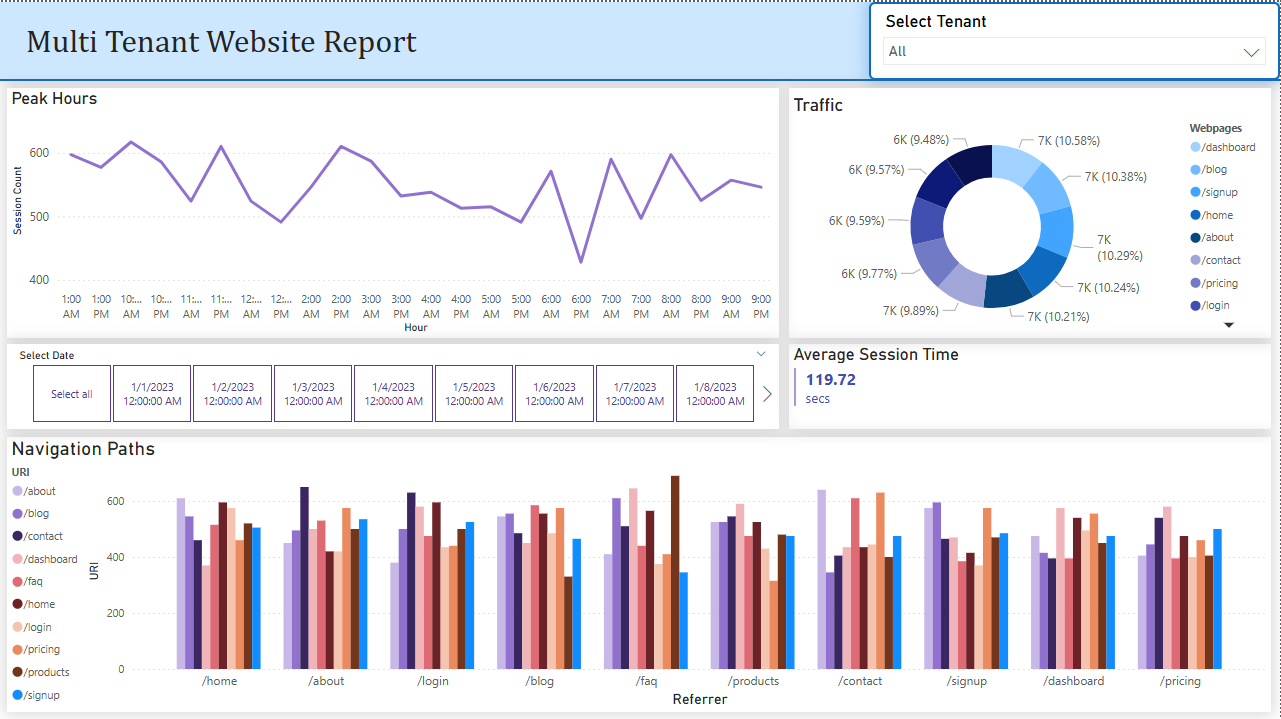 Multi Tenant Website Report
Select Tenant
All
Peak Hours
600
500
400
Session Count
1:00 AM
1:00 PM
10:... AM
10:... PM
11:... AM
11:... PM
12:... AM
12:... PM
2:00 AM
2:00 PM
3:00 AM
3:00 PM
4:00 AM
4:00 PM
5:00 AM
5:00 PM
6:00 AM
6:00 PM
7:00 AM
7:00 PM
8:00 AM
8:00 PM
9:00 AM
9:00 PM
Hour
Traffic
7K (10.58%)
7K (10.38%)
7K
(10.29%)
7K (10.24%)
7K (10.21%)
7K (9.89%)
6K (9.77%)
6K (9.59%)
6K (9.57%)
6K (9.48%)
Webpages
/dashboard
/blog
/signup
/home
/about
/contact
/pricing
/login
Select Date
Select all
1/1/2023
12:00:00 AM
1/2/2023
12:00:00 AM
1/3/2023
12:00:00 AM
1/4/2023
12:00:00 AM
1/5/2023
12:00:00 AM
1/6/2023
12:00:00 AM
1/7/2023
12:00:00 AM
1/8/2023
12:00:00 AM
Average Session Time
119.72
secs
Navigation Paths
URI
/about
/blog
/contact
/dashboard
/faq
/home
/login
/pricing
/products
/signup
URI
600
400
200
0
/home
/about
/login
/blog
/faq
/products
/contact
/signup
/dashboard
/pricing
Referrer